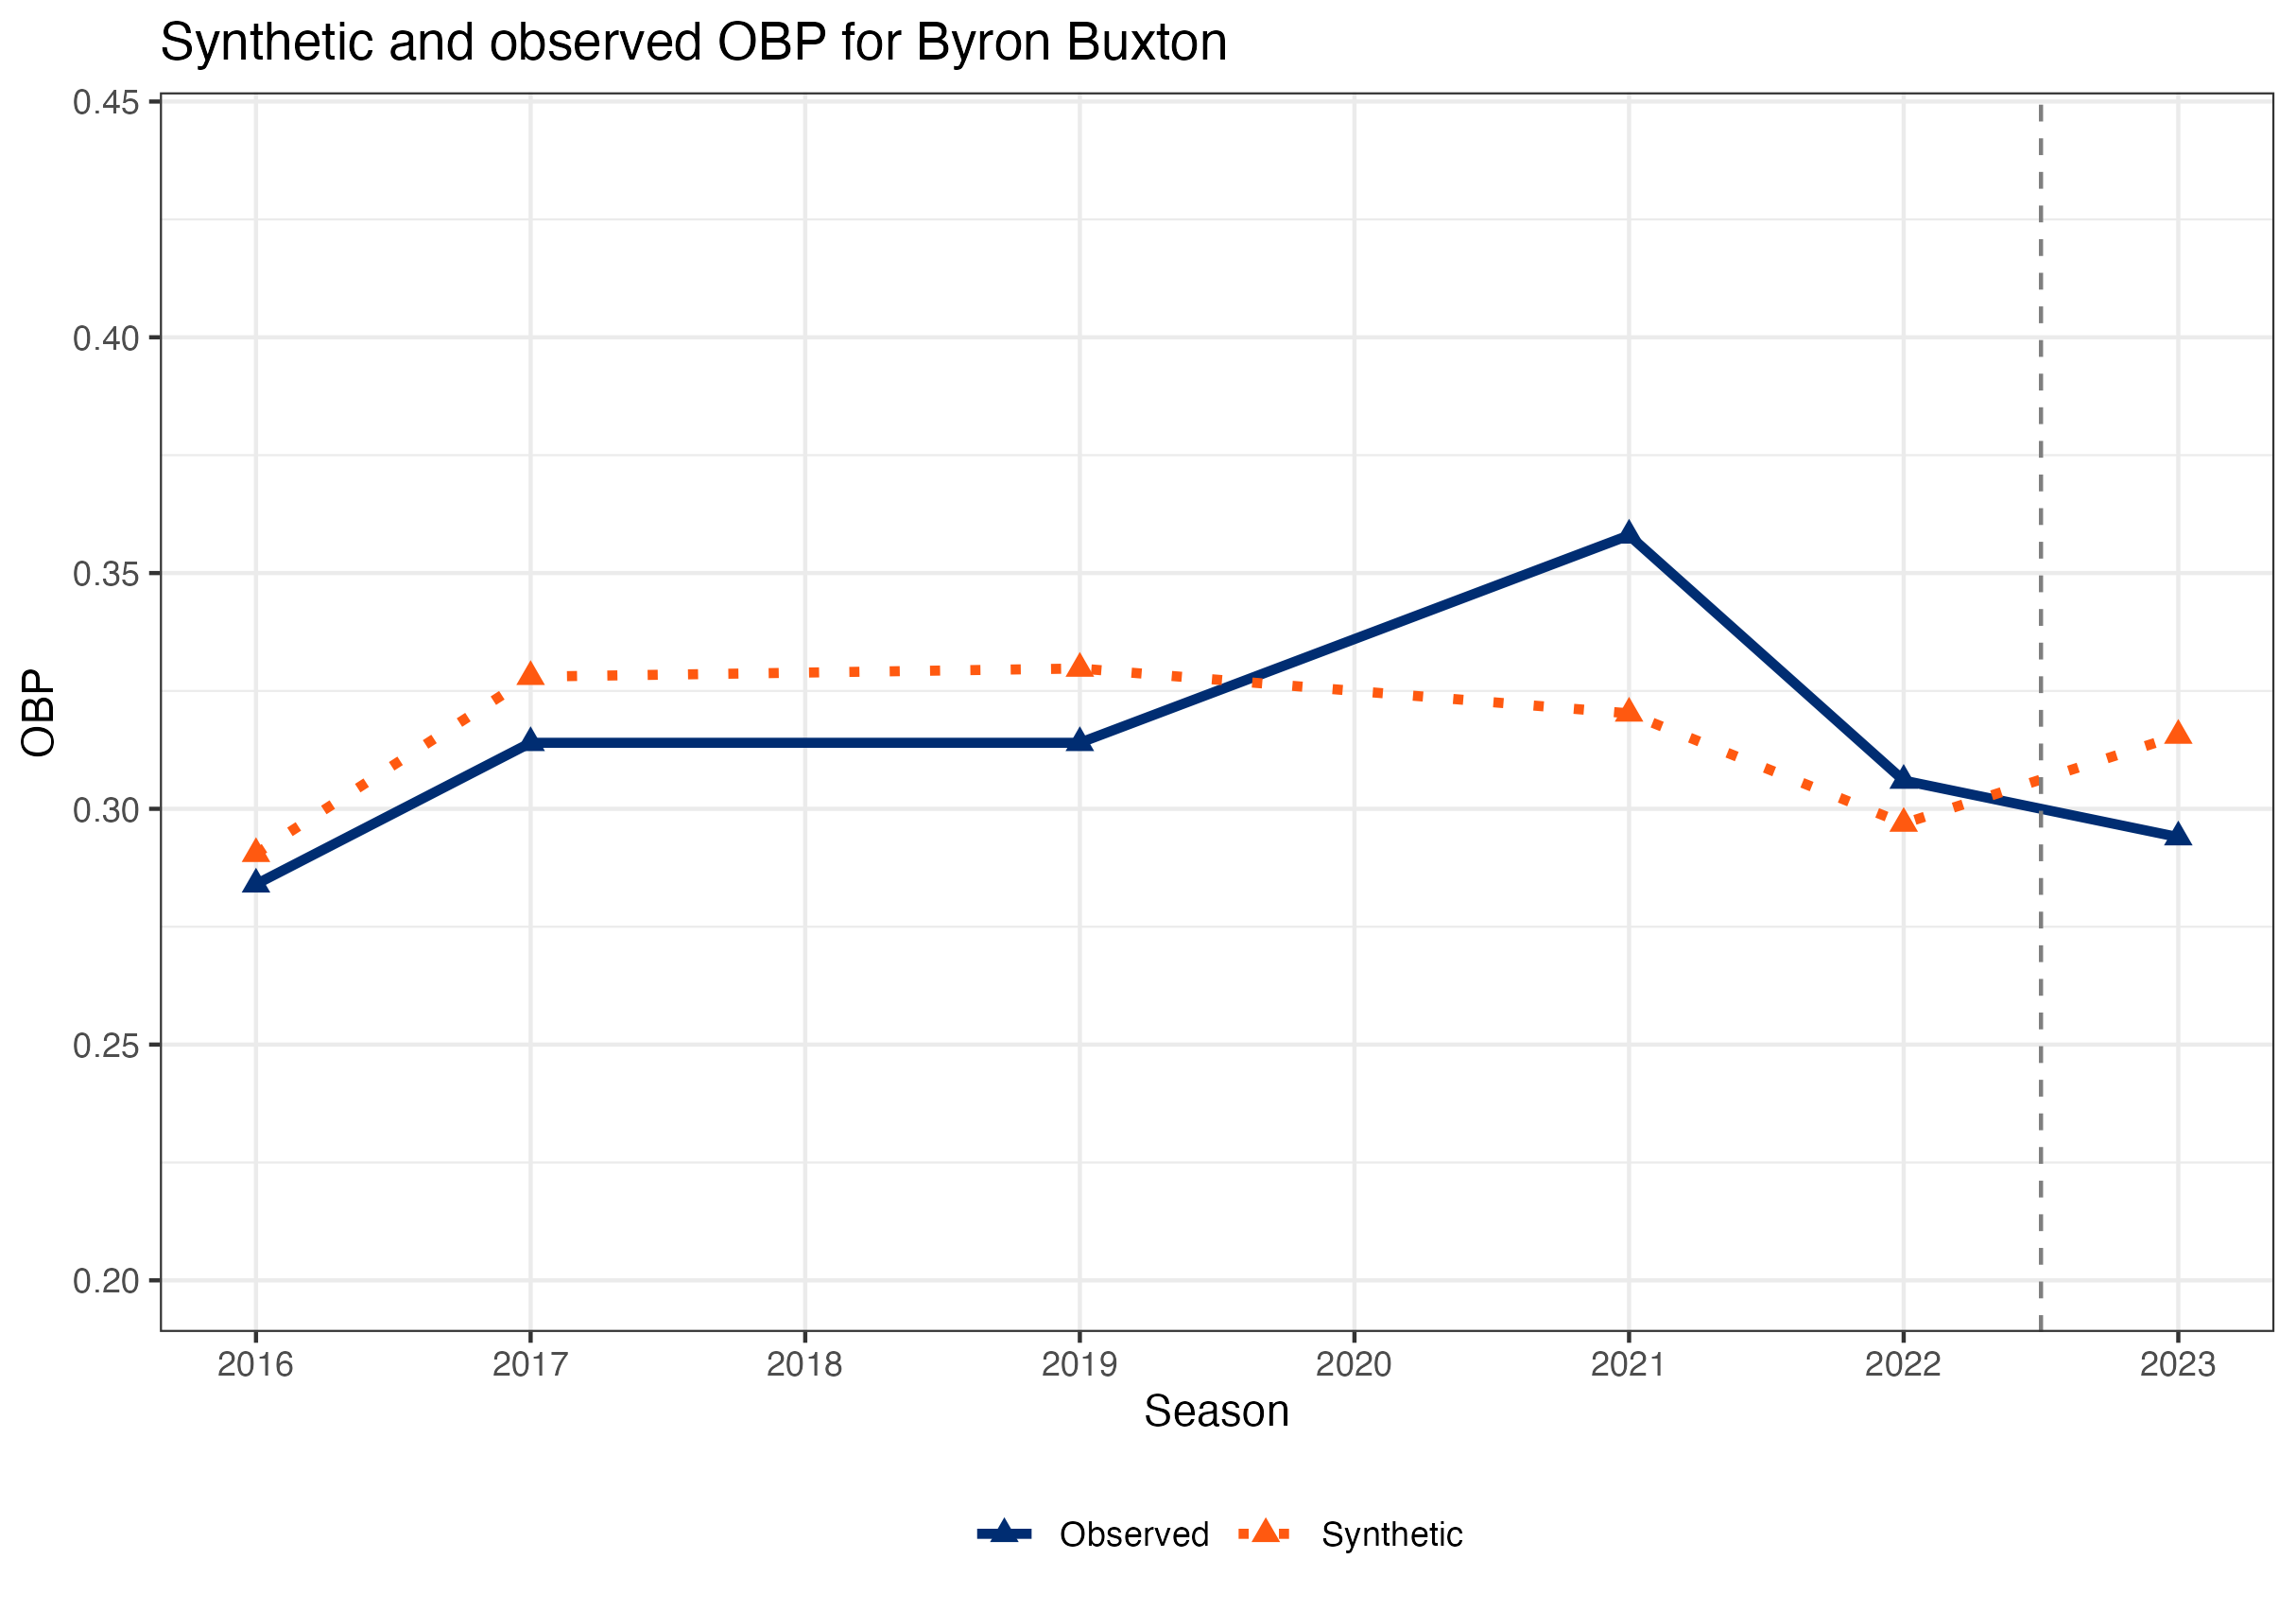 Synthetic and observed OBP for Byron Buxton
0.45
0.40
0.35
0.30
0.25
0.20
OBP
2016 2017 2018 2019 2020 2021 2022 2023
Season
Observed Synthetic